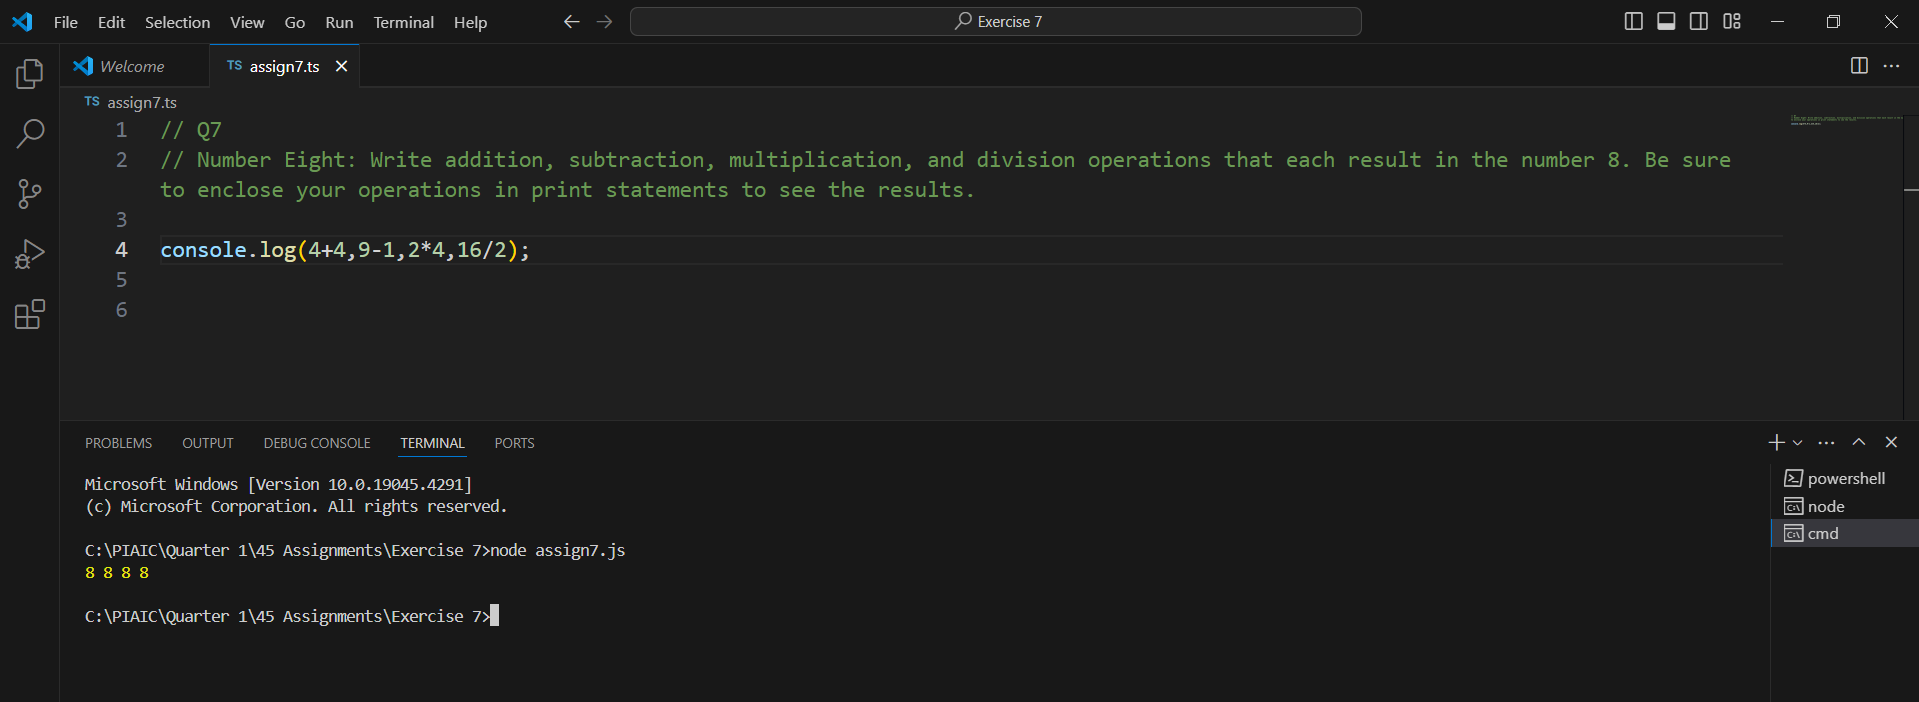 File Edit Selection View Go Run Terminal Help
Exercise 7
Welcome
TS assign7.ts
TS assign7.ts
1 // Q7
2 // Number Eight: Write addition, subtraction, multiplication, and division operations that each result in the number 8. Be sure
to enclose your operations in print statements to see the results.
3
4 console.log(4+4,9-1,2*4,16/2);
5
6
PROBLEMS OUTPUT DEBUG CONSOLE TERMINAL PORTS
Microsoft Windows [Version 10.0.19045.4291]
(c) Microsoft Corporation. All rights reserved.
C:\PIAIC\Quarter 1\45 Assignments\Exercise 7>node assign7.js
8 8 8 8
C:\PIAIC\Quarter 1\45 Assignments\Exercise 7>
powershell
node
cmd